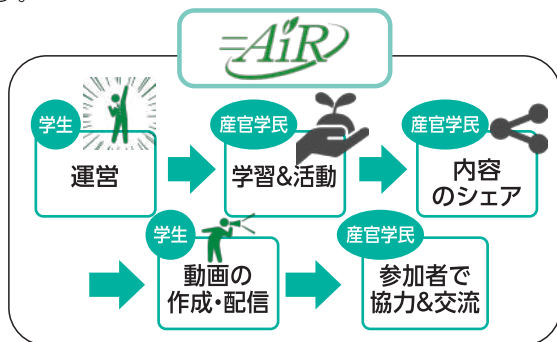 る。
AiR
学生
運営
産官学民
学習&活動
産官学民
内容
のシェア
学生
動画の
作成・配信
産官学民
参加者で
協力&交流